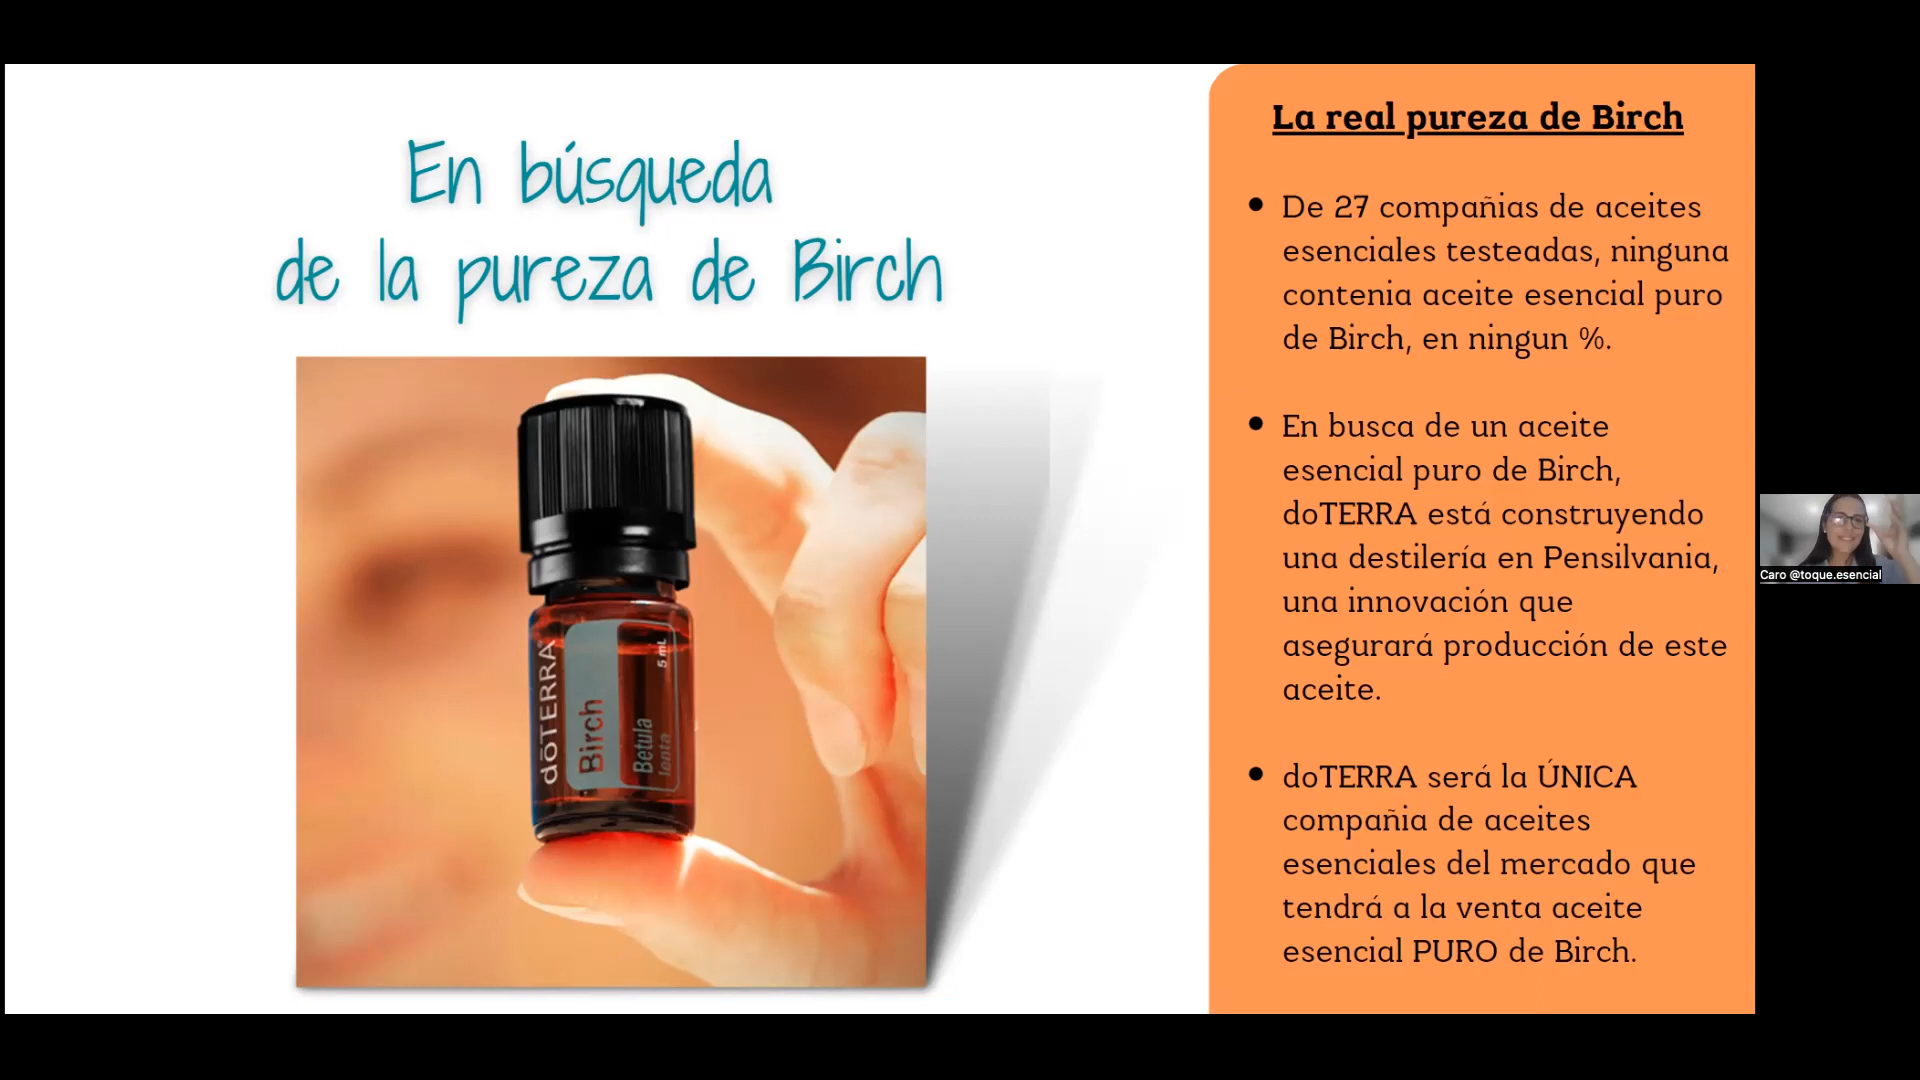 En búsqueda
de la pureza de Birch
dōTERRA
Birch
Betula
lenta
5 mL
La real pureza de Birch
• De 27 compañias de aceites
esenciales testeadas, ninguna
contenia aceite esencial puro
de Birch, en ningun %.
• En busca de un aceite
esencial puro de Birch,
doTERRA está construyendo
una destilería en Pensilvania,
una innovación que
asegurará producción de este
aceite.
• doTERRA será la ÚNICA
compañia de aceites
esenciales del mercado que
tendrá a la venta aceite
esencial PURO de Birch.
Caro @toque.esencial